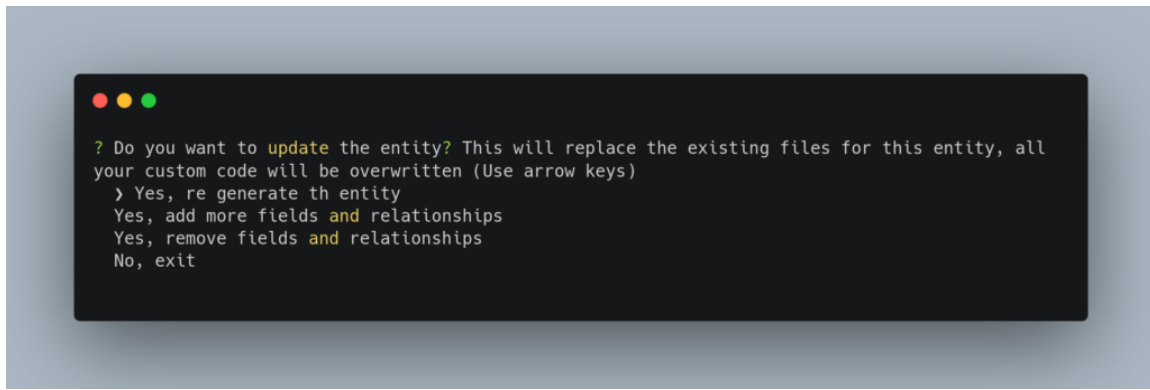 ? Do you want to update the entity? This will replace the existing files for this entity, all
your custom code will be overwritten (Use arrow keys)
❯ Yes, re generate th entity
Yes, add more fields and relationships
Yes, remove fields and relationships
No, exit